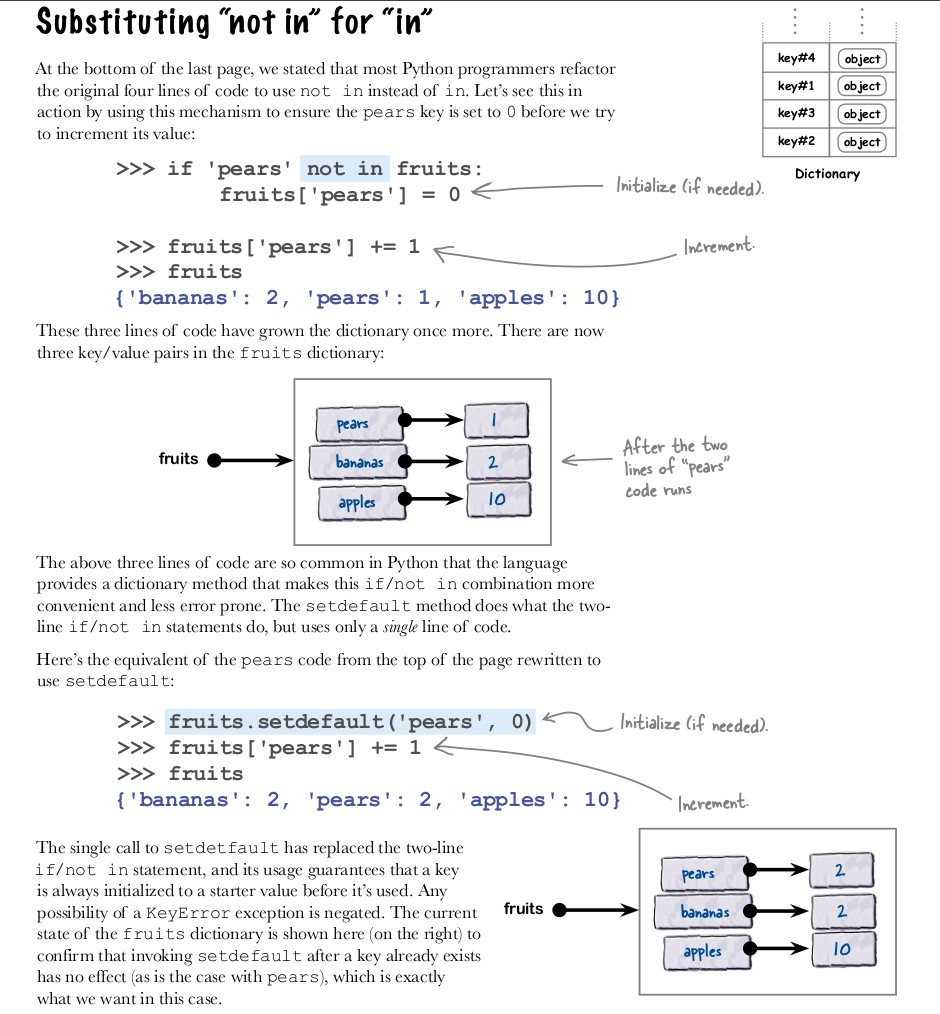 Substituting “not in” for “in”
At the bottom of the last page, we stated that most Python programmers refactor
the original four lines of code to use not in instead of in. Let’s see this in
action by using this mechanism to ensure the pears key is set to 0 before we try
to increment its value:
key#4 object
key#1 object
key#3 object
key#2 object
Dictionary
>>> if 'pears' not in fruits:
fruits['pears'] = 0
Initialize (if needed).
>>> fruits['pears'] += 1
Increment.
>>> fruits
{'bananas': 2, 'pears': 1, 'apples': 10}
These three lines of code have grown the dictionary once more. There are now
three key/value pairs in the fruits dictionary:
fruits
pears 1
bananas 2
apples 10
After the two
lines of “pears”
code runs
The above three lines of code are so common in Python that the language
provides a dictionary method that makes this if/not in combination more
convenient and less error prone. The setdefault method does what the two-
line if/not in statements do, but uses only a single line of code.
Here’s the equivalent of the pears code from the top of the page rewritten to
use setdefault:
>>> fruits.setdefault('pears', 0)
Initialize (if needed).
>>> fruits['pears'] += 1
>>> fruits
{'bananas': 2, 'pears': 2, 'apples': 10}
Increment.
The single call to setdetfault has replaced the two-line
if/not in statement, and its usage guarantees that a key
is always initialized to a starter value before it’s used. Any
possibility of a KeyError exception is negated. The current
state of the fruits dictionary is shown here (on the right) to
confirm that invoking setdefault after a key already exists
has no effect (as is the case with pears), which is exactly
what we want in this case.
fruits
pears 2
bananas 2
apples 10